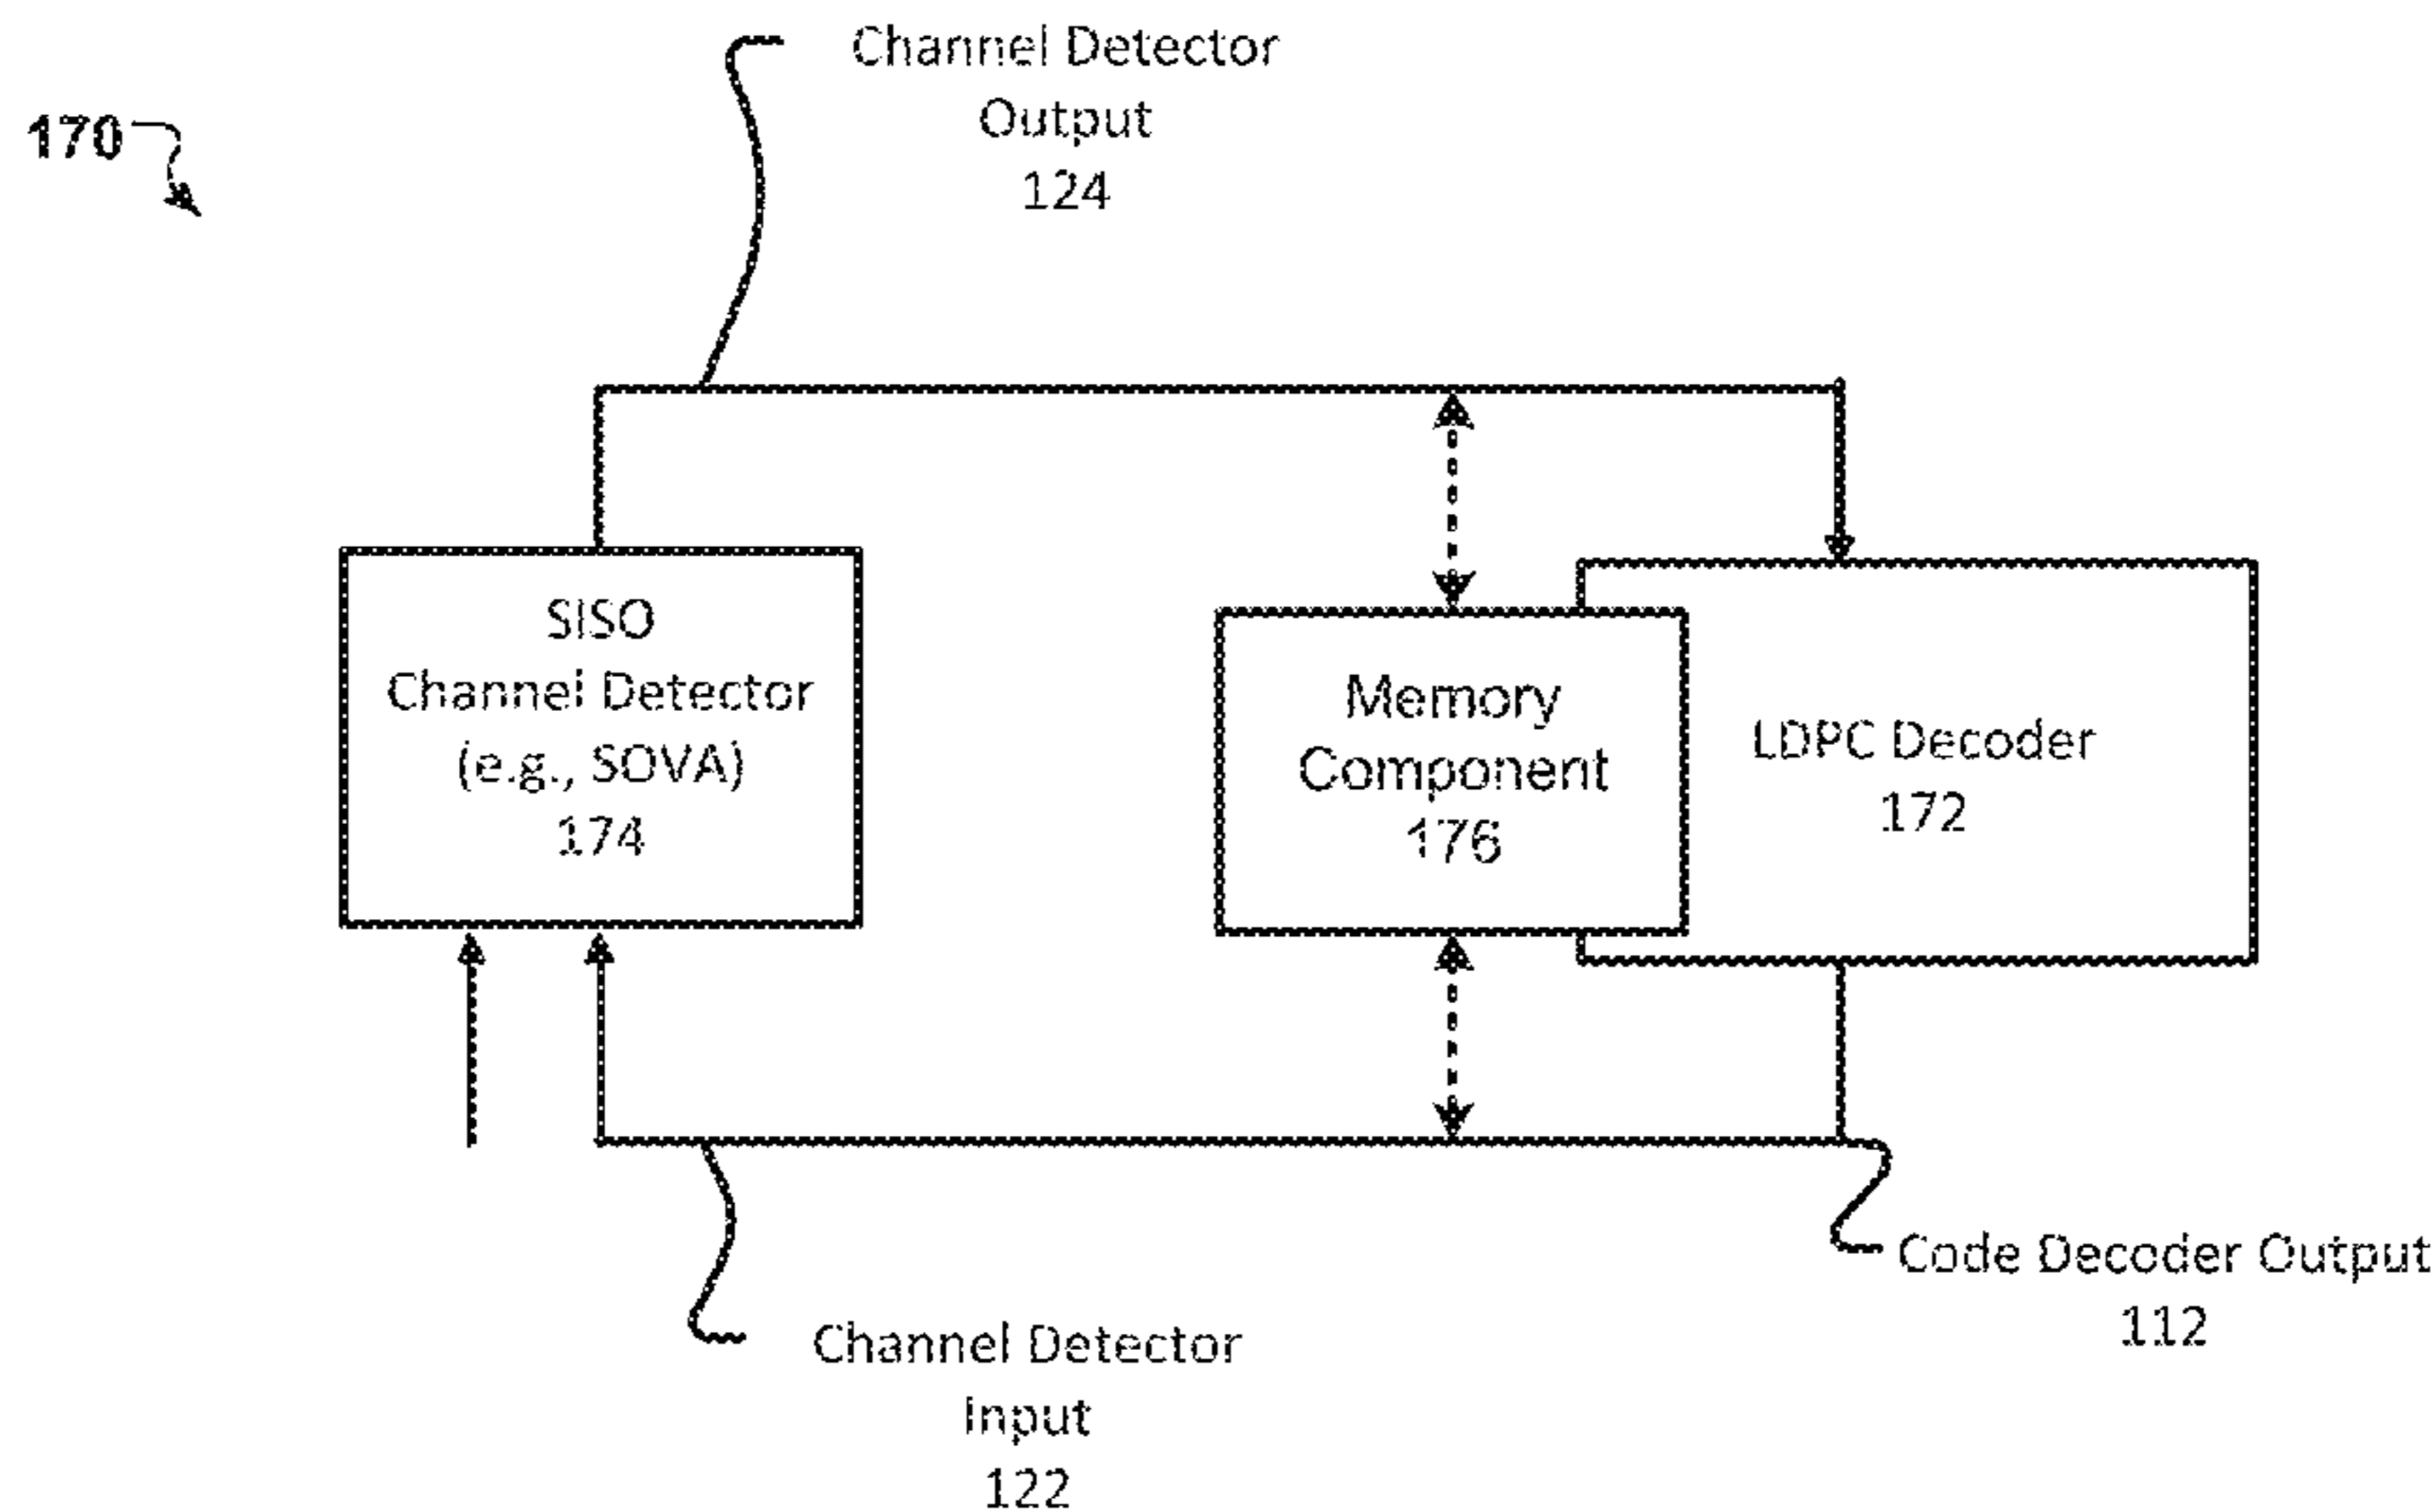 Channel Detector
Output
124
170
SISO
Channel Detector
(e.g., SOVA)
174
Memory
Component
176
LDPC Decoder
172
Code Decoder Output
112
Channel Detector
Input
122